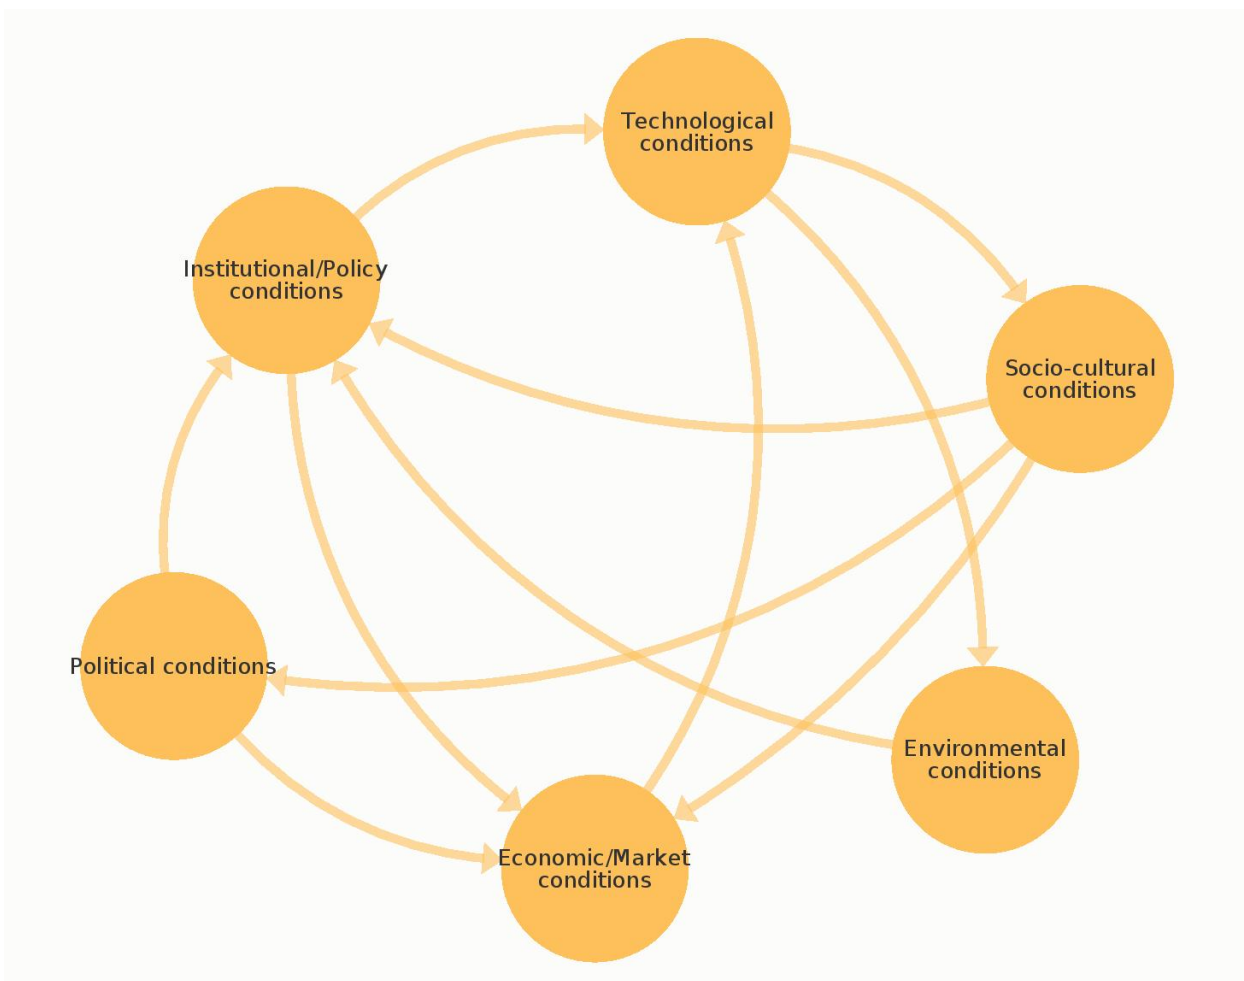 Technological
conditions
Institutional/Policy
conditions
Socio-cultural
conditions
Political conditions
Environmental
conditions
Economic/Market
conditions